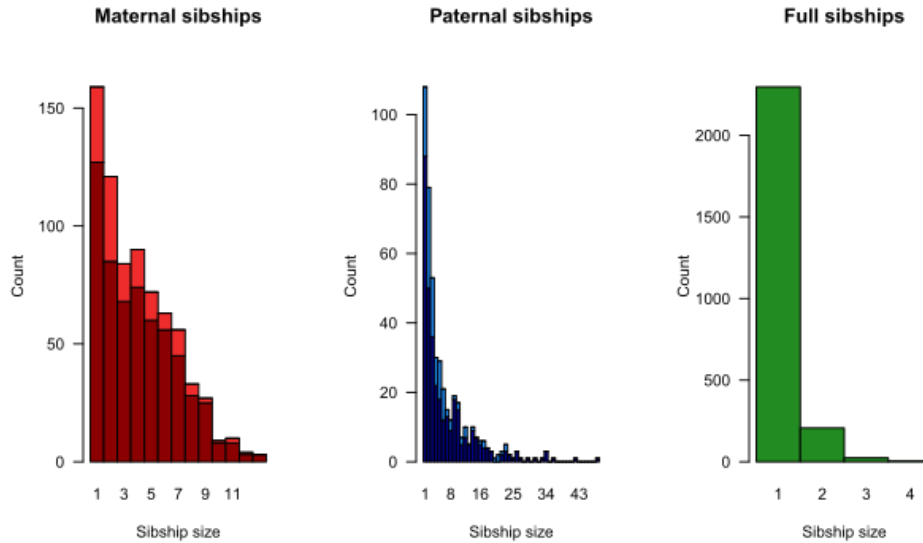 Maternal sibships
Count
150
100
50
0
1 3 5 7 9 11
Sibship size
Paternal sibships
Count
100
80
60
40
20
0
1 8 16 25 34 43
Sibship size
Full sibships
Count
2000
1500
1000
500
0
1 2 3 4
Sibship size